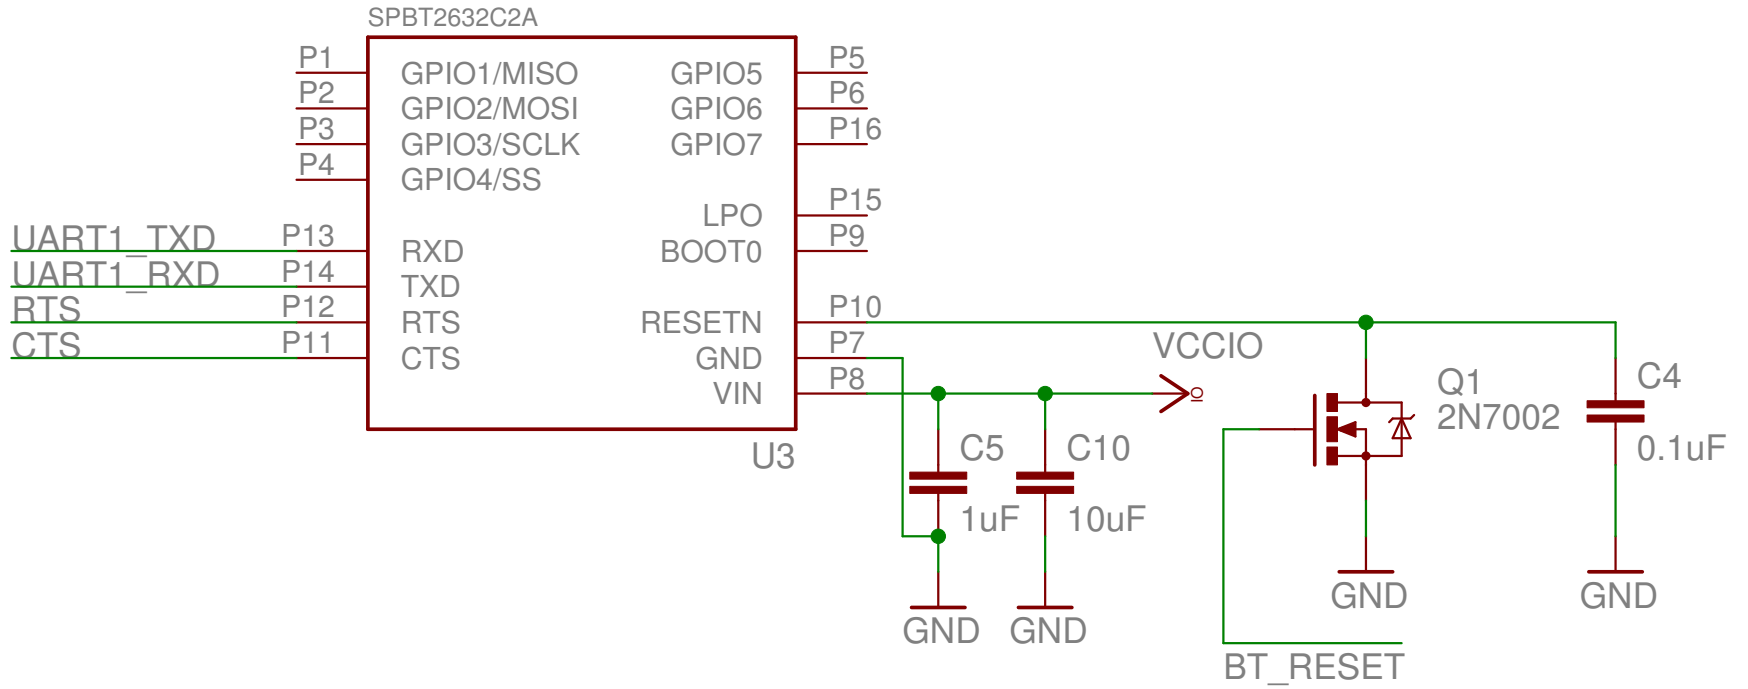 SPBT2632C2A
P1 GPIO1/MISO GPIO5 P5
P2 GPIO2/MOSI GPIO6 P6
P3 GPIO3/SCLK GPIO7 P16
P4 GPIO4/SS
LPO P15
UART1_TXD P13 RXD BOOT0 P9
UART1_RXD P14 TXD
RTS P12 RTS RESETN P10
CTS P11 CTS GND P7
VCCIO
VIN P8
IO
U3
C5
1uF
C10
10uF
Q1
2N7002
C4
0.1uF
GND
GND
GND
GND
BT_RESET